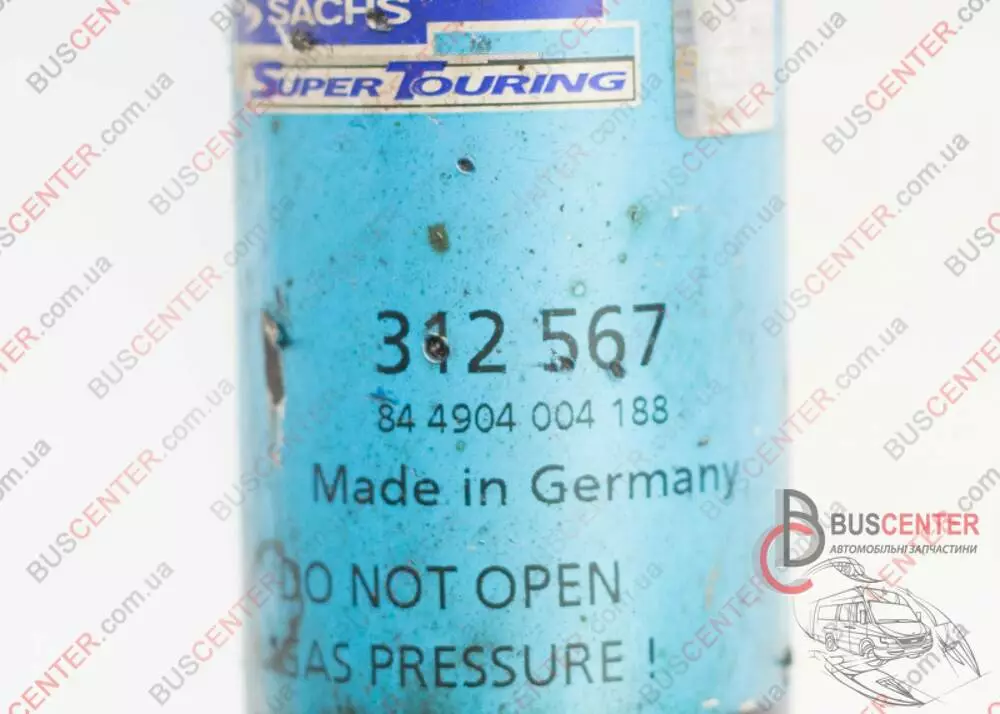 SACHS
SUPER TOURING
312 567
84 4904 004 188
Made in Germany
DO NOT OPEN
GAS PRESSURE !
BUSCENTER
АВТОМОБІЛЬНІ ЗАПЧАСТИНИ
BUSCENTER.com.ua